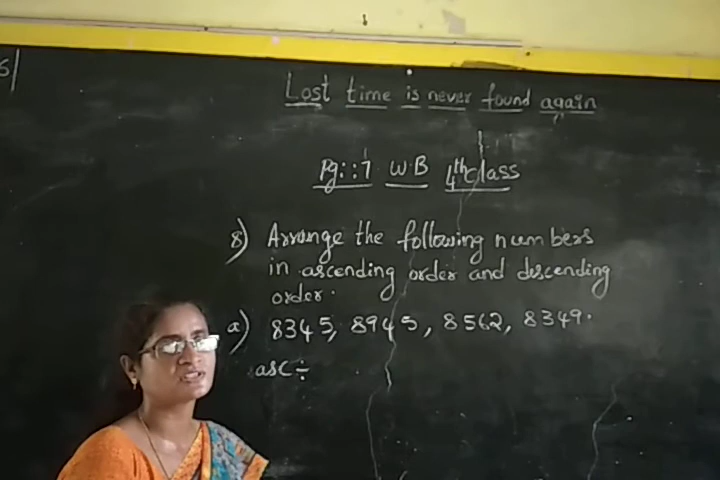 Lost time is never found again
Pg::7 W.B 4th class
8) Arrange the following numbers
in ascending order and descending
order.
a) 8345, 8945, 8562, 8349.
asc÷